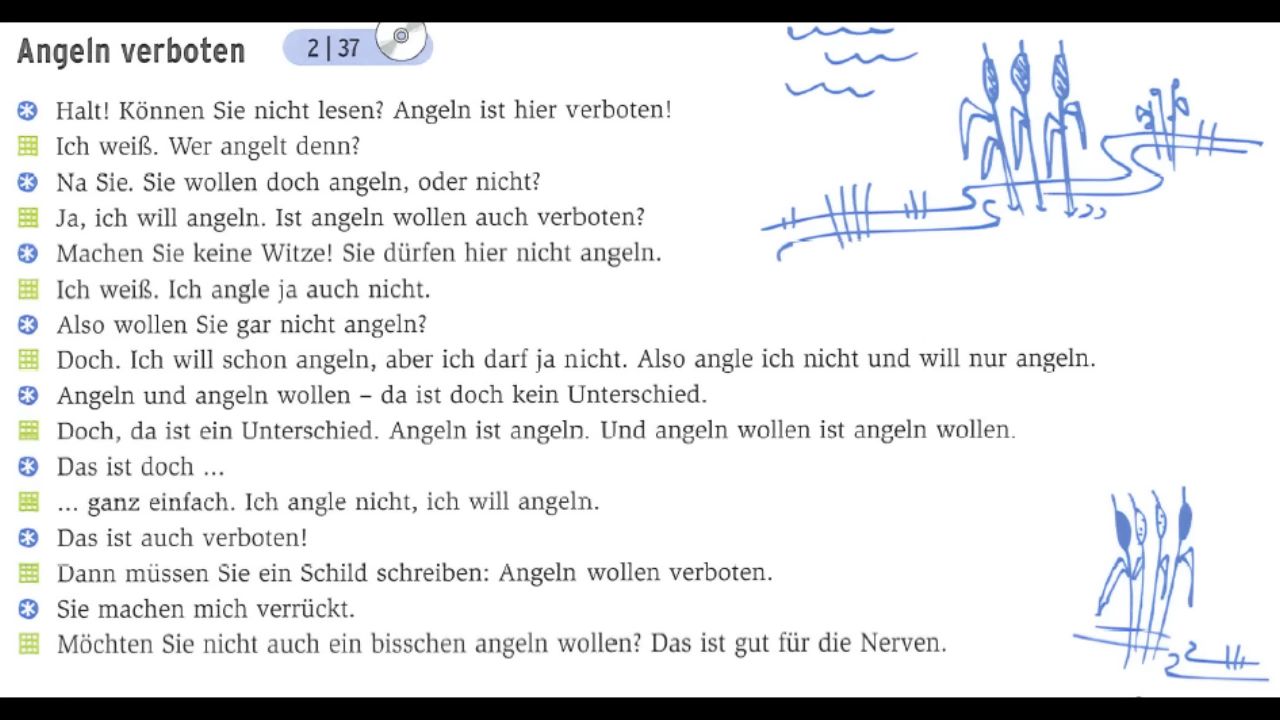 Angeln verboten
2|37
Halt! Können Sie nicht lesen? Angeln ist hier verboten!
Ich weiß. Wer angelt denn?
Na Sie. Sie wollen doch angeln, oder nicht?
Ja, ich will angeln. Ist angeln wollen auch verboten?
Machen Sie keine Witze! Sie dürfen hier nicht angeln.
Ich weiß. Ich angle ja auch nicht.
Also wollen Sie gar nicht angeln?
Doch. Ich will schon angeln, aber ich darf ja nicht. Also angle ich nicht und will nur angeln.
Angeln und angeln wollen – da ist doch kein Unterschied.
Doch, da ist ein Unterschied. Angeln ist angeln. Und angeln wollen ist angeln wollen.
Das ist doch ...
... ganz einfach. Ich angle nicht, ich will angeln.
Das ist auch verboten!
Dann müssen Sie ein Schild schreiben: Angeln wollen verboten.
Sie machen mich verrückt.
Möchten Sie nicht auch ein bisschen angeln wollen? Das ist gut für die Nerven.